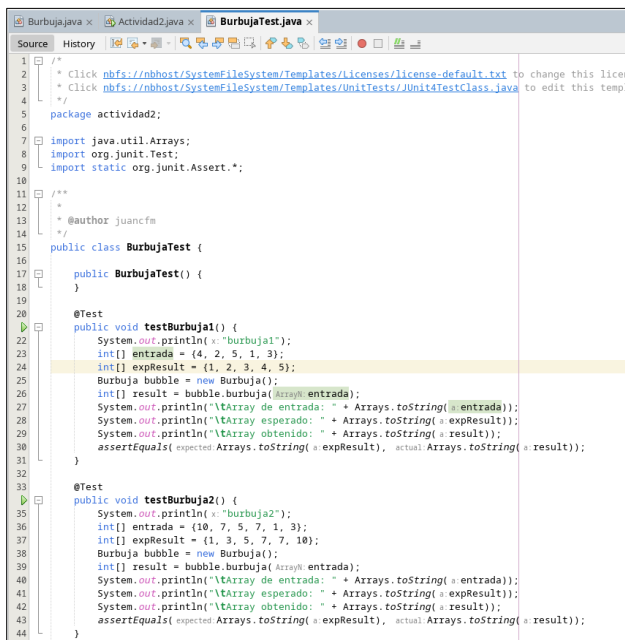 Burbuja.java × Actividad2.java × BurbujaTest.java ×
Source History
1 /*
2 * Click nbfs://nbhost/SystemFileSystem/Templates/Licenses/license-default.txt to change this lice
3 * Click nbfs://nbhost/SystemFileSystem/Templates/UnitTests/JUnit4TestClass.java to edit this temp
4 */
5 package actividad2;
6
7 import java.util.Arrays;
8 import org.junit.Test;
9 import static org.junit.Assert.*;
10
11 /**
12 *
13 * @author juancfm
14 */
15 public class BurbujaTest {
16
17 public BurbujaTest() {
18 }
19
20 @Test
public void testBurbuja1() {
22 System.out.println( x: "burbuja1");
23 int[] entrada = {4, 2, 5, 1, 3};
24 int[] expResult = {1, 2, 3, 4, 5};
25 Burbuja bubble = new Burbuja();
26 int[] result = bubble.burbuja( ArrayN: entrada);
27 System.out.println("\tArray de entrada: " + Arrays.toString( a: entrada));
28 System.out.println("\tArray esperado: " + Arrays.toString( a: expResult));
29 System.out.println("\tArray obtenido: " + Arrays.toString( a: result));
30 assertEquals( expected: Arrays.toString( a: expResult), actual: Arrays.toString( a: result));
31 }
32
33 @Test
public void testBurbuja2() {
35 System.out.println( x: "burbuja2");
36 int[] entrada = {10, 7, 5, 7, 1, 3};
37 int[] expResult = {1, 3, 5, 7, 7, 10};
38 Burbuja bubble = new Burbuja();
39 int[] result = bubble.burbuja( ArrayN: entrada);
40 System.out.println("\tArray de entrada: " + Arrays.toString( a: entrada));
41 System.out.println("\tArray esperado: " + Arrays.toString( a: expResult));
42 System.out.println("\tArray obtenido: " + Arrays.toString( a: result));
43 assertEquals( expected: Arrays.toString( a: expResult), actual: Arrays.toString( a: result));
44 }